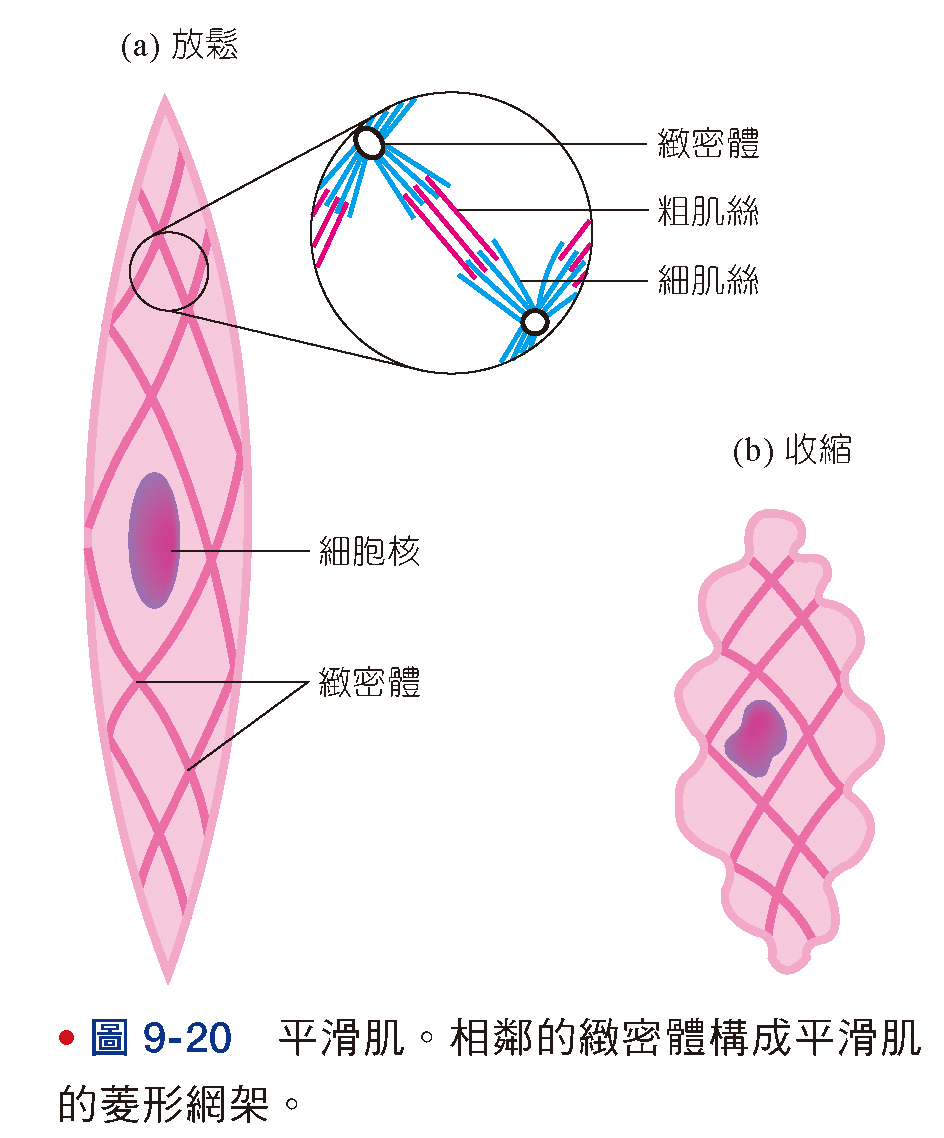 (a) 放鬆
緻密體
粗肌絲
細肌絲
(b) 收縮
細胞核
緻密體
• 圖 9-20 平滑肌。相鄰的緻密體構成平滑肌
的菱形網架。